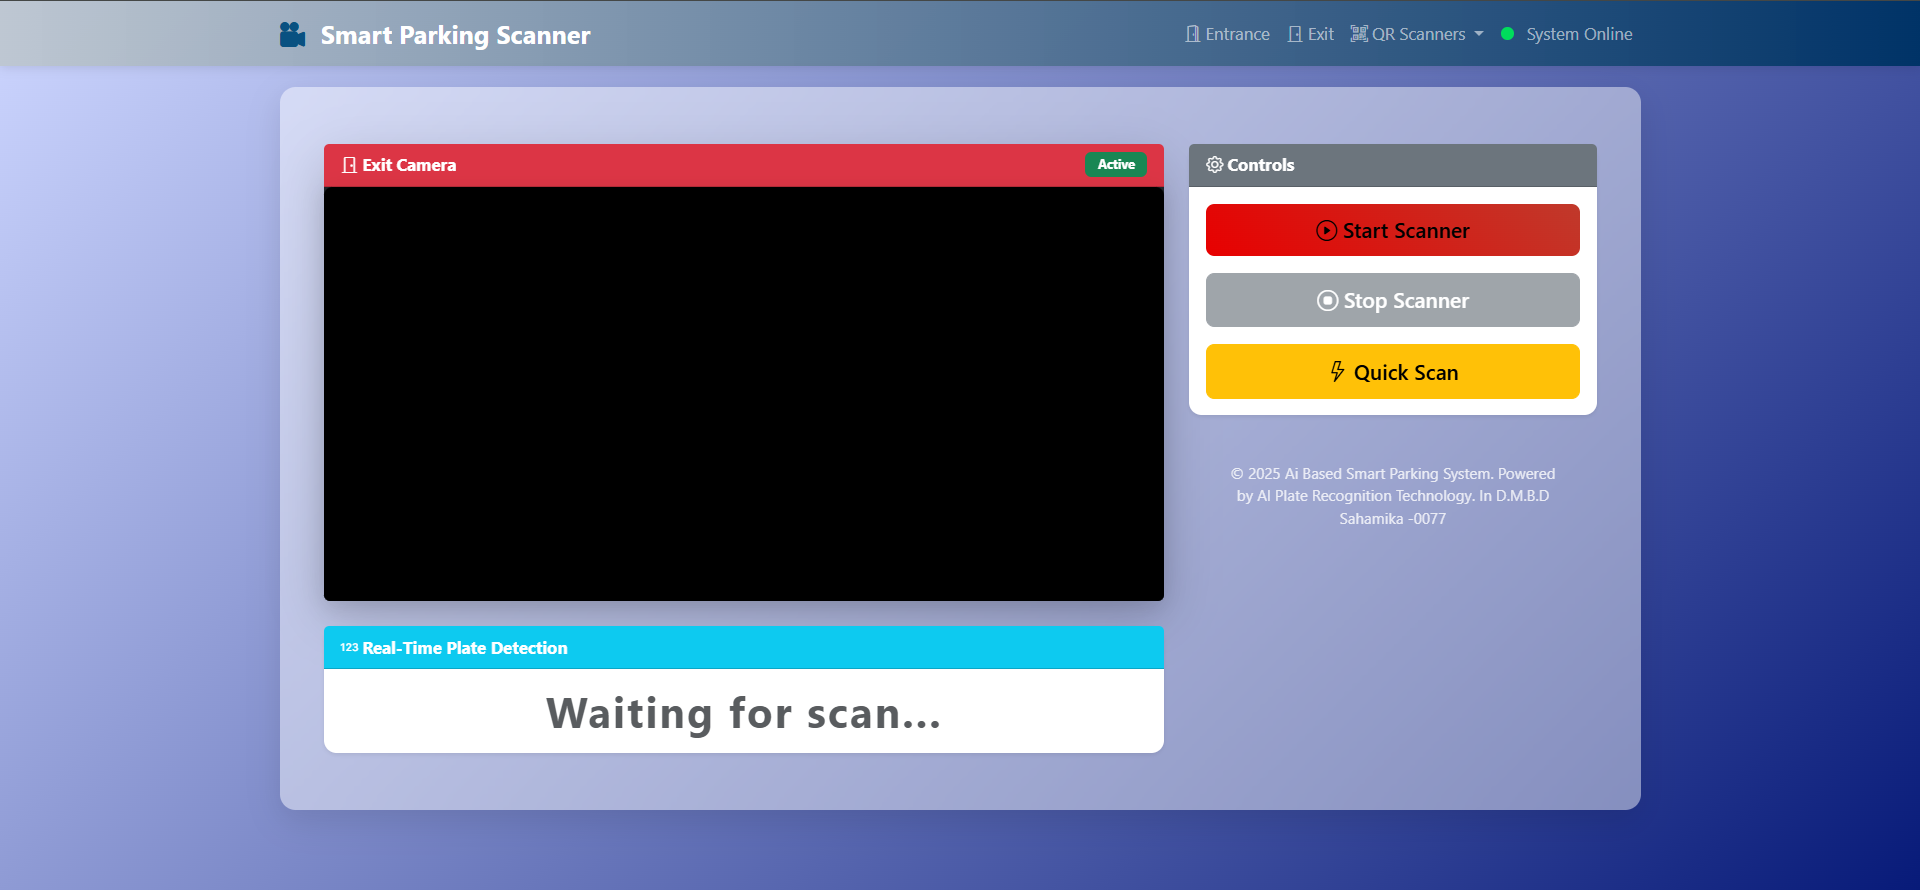 Smart Parking Scanner
Entrance
Exit
QR Scanners
System Online
Exit Camera
Active
Controls
Start Scanner
Stop Scanner
Quick Scan
© 2025 Ai Based Smart Parking System. Powered
by AI Plate Recognition Technology. In D.M.B.D
Sahamika -0077
123 Real-Time Plate Detection
Waiting for scan...